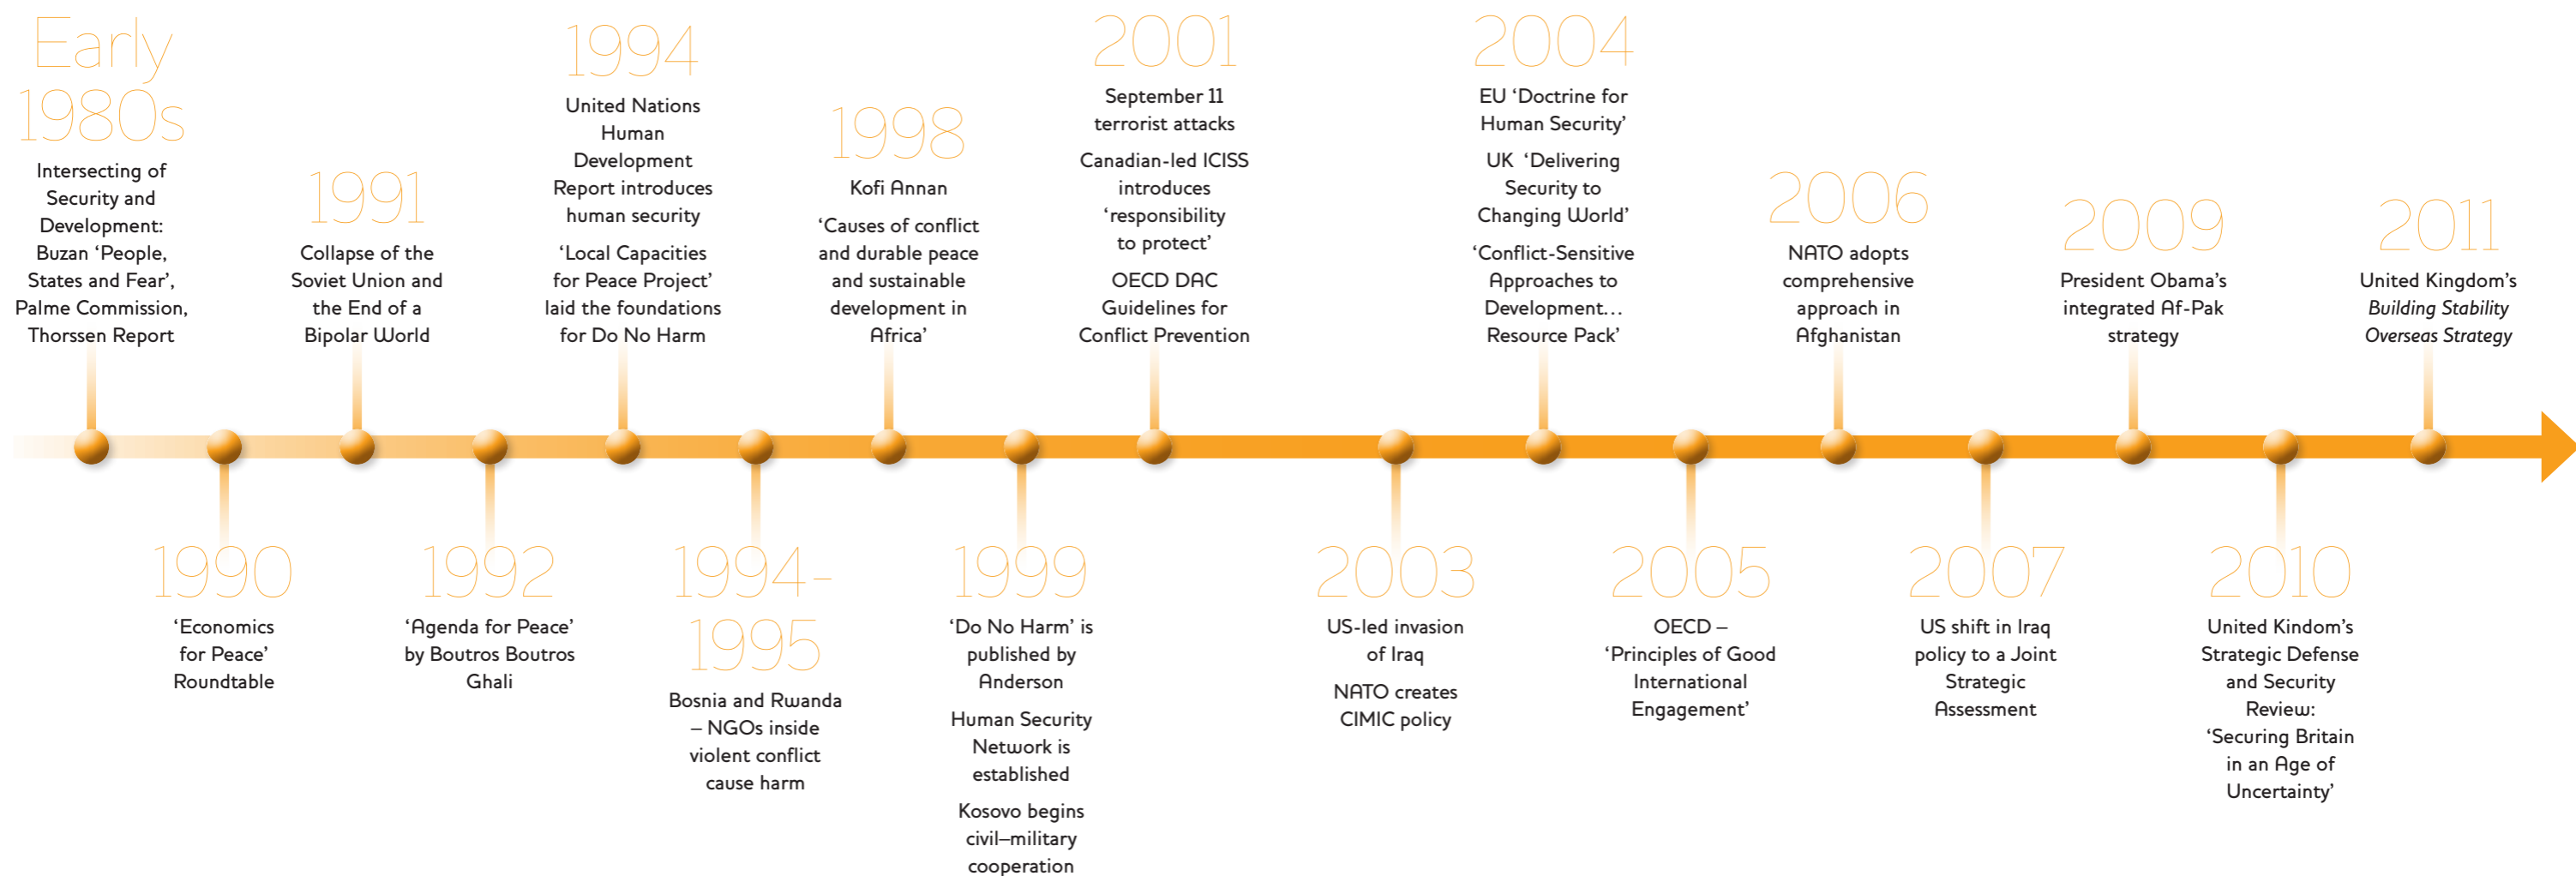 Early
1980s
Intersecting of
Security and
Development:
Buzan ‘People,
States and Fear’,
Palme Commission,
Thorssen Report
1990
‘Economics
for Peace’
Roundtable
1991
Collapse of the
Soviet Union and
the End of a
Bipolar World
1992
‘Agenda for Peace’
by Boutros Boutros
Ghali
1994
United Nations
Human
Development
Report introduces
human security
‘Local Capacities
for Peace Project’
laid the foundations
for Do No Harm
1994–
1995
Bosnia and Rwanda
– NGOs inside
violent conflict
cause harm
1998
Kofi Annan
‘Causes of conflict
and durable peace
and sustainable
development in
Africa’
1999
‘Do No Harm’ is
published by
Anderson
Human Security
Network is
established
Kosovo begins
civil–military
cooperation
2001
September 11
terrorist attacks
Canadian-led ICISS
introduces
‘responsibility
to protect’
OECD DAC
Guidelines for
Conflict Prevention
2003
US-led invasion
of Iraq
NATO creates
CIMIC policy
2004
EU ‘Doctrine for
Human Security’
UK ‘Delivering
Security to
Changing World’
‘Conflict-Sensitive
Approaches to
Development…
Resource Pack’
2005
OECD –
‘Principles of Good
International
Engagement’
2006
NATO adopts
comprehensive
approach in
Afghanistan
2007
US shift in Iraq
policy to a Joint
Strategic
Assessment
2009
President Obama’s
integrated Af-Pak
strategy
2010
United Kindom’s
Strategic Defense
and Security
Review:
‘Securing Britain
in an Age of
Uncertainty’
2011
United Kingdom’s
Building Stability
Overseas Strategy